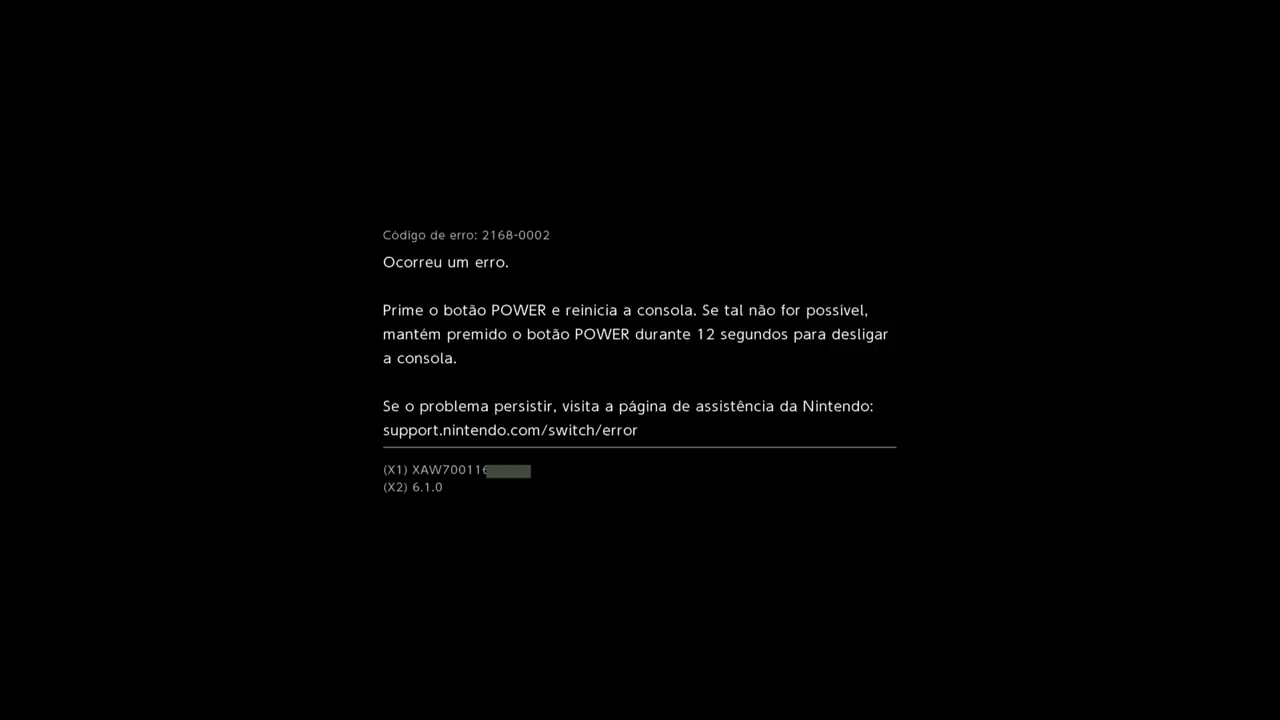 Código de erro: 2168-0002
Ocorreu um erro.
Prime o botão POWER e reinicia a consola. Se tal não for possível,
mantém premido o botão POWER durante 12 segundos para desligar
a consola.
Se o problema persistir, visita a página de assistência da Nintendo:
support.nintendo.com/switch/error
(X1) XAW700116
(X2) 6.1.0